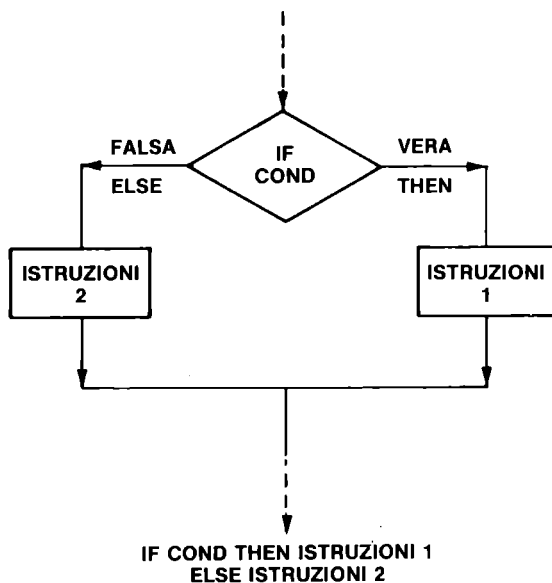 FALSA
ELSE
IF
COND
VERA
THEN
ISTRUZIONI
2
ISTRUZIONI
1
IF COND THEN ISTRUZIONI 1
ELSE ISTRUZIONI 2